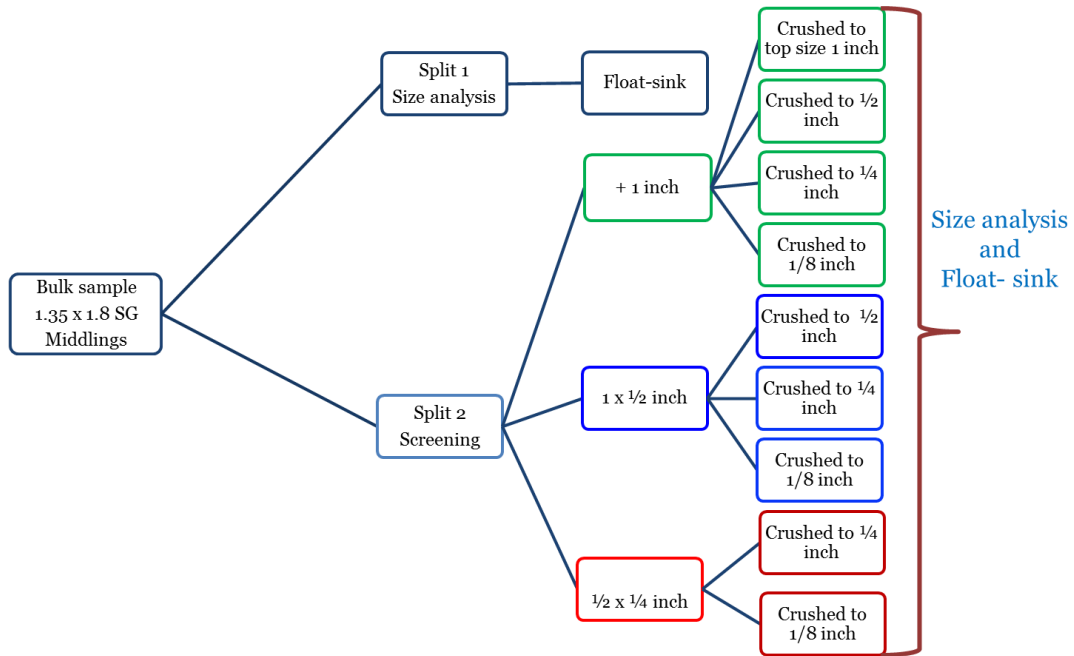 Bulk sample
1.35 x 1.8 SG
Middlings
Split 1
Size analysis
Float-sink
Split 2
Screening
+ 1 inch
1 x ½ inch
½ x ¼ inch
Crushed to
top size 1 inch
Crushed to ½
inch
Crushed to ¼
inch
Crushed to
1/8 inch
Crushed to ½
inch
Crushed to ¼
inch
Crushed to
1/8 inch
Crushed to ¼
inch
Crushed to
1/8 inch
Size analysis
and
Float- sink